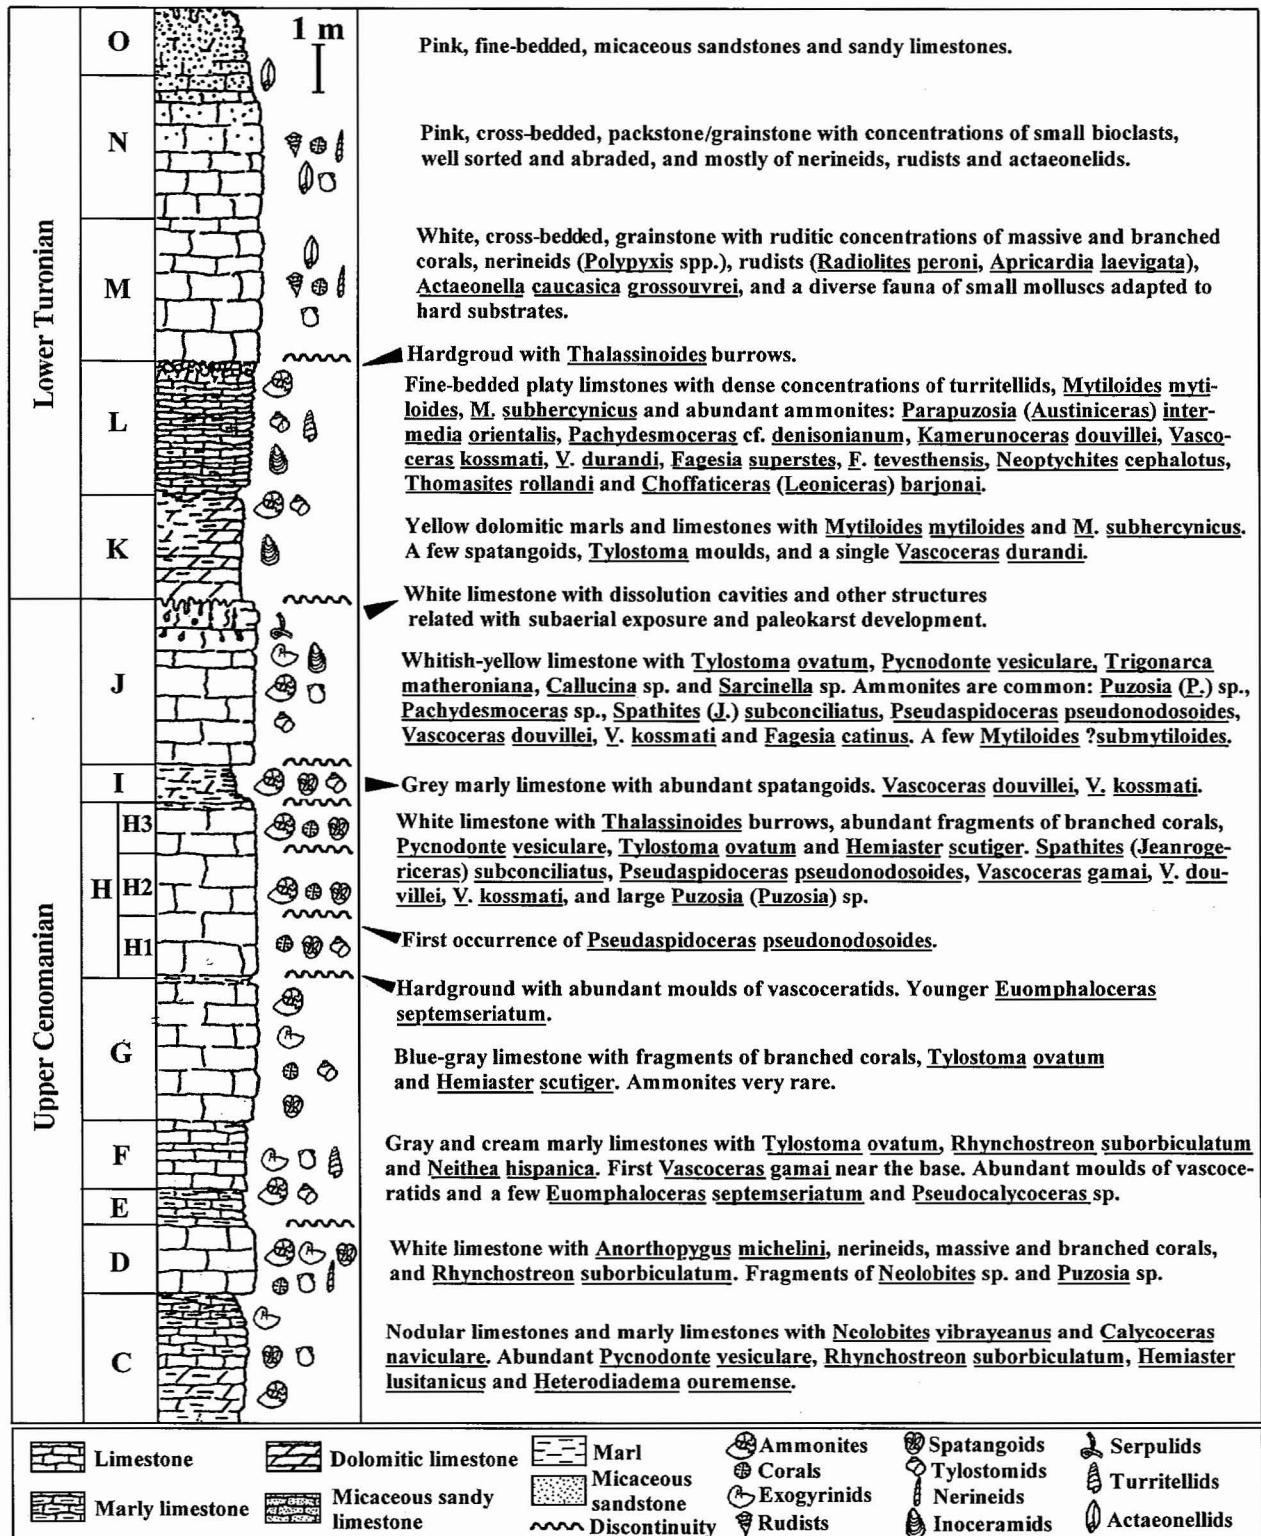 O
1 m
Pink, fine-bedded, micaceous sandstones and sandy limestones.
N
Pink, cross-bedded, packstone/grainstone with concentrations of small bioclasts,
well sorted and abraded, and mostly of nerineids, rudists and actaeonelids.
Lower Turonian
M
White, cross-bedded, grainstone with ruditic concentrations of massive and branched
corals, nerineids (Polypyxis spp.), rudists (Radiolites peroni, Apricardia laevigata),
Actaeonella caucasica grossouvrei, and a diverse fauna of small molluscs adapted to
hard substrates.
Hardgroud with Thalassinoides burrows.
L
Fine-bedded platy limstones with dense concentrations of turritellids, Mytiloides myti-
loides, M. subhercynicus and abundant ammonites: Parapuzosia (Austiniceras) inter-
media orientalis, Pachydesmoceras cf. denisonianum, Kamerunoceras douvillei, Vasco-
ceras kossmati, V. durandi, Fagesia superstes, F. tevesthensis, Neoptychites cephalotus,
Thomasites rollandi and Choffaticeras (Leoniceras) barjonai.
K
Yellow dolomitic marls and limestones with Mytiloides mytiloides and M. subhercynicus.
A few spatangoids, Tylostoma moulds, and a single Vascoceras durandi.
Upper Cenomanian
White limestone with dissolution cavities and other structures
related with subaerial exposure and paleokarst development.
J
Whitish-yellow limestone with Tylostoma ovatum, Pycnodonte vesiculare, Trigonarca
matheroniana, Callucina sp. and Sarcinella sp. Ammonites are common: Puzosia (P.) sp.,
Pachydesmoceras sp., Spathites (J.) subconciliatus, Pseudaspidoceras pseudonodosoides,
Vascoceras douvillei, V. kossmati and Fagesia catinus. A few Mytiloides ?submytiloides.
I
Grey marly limestone with abundant spatangoids. Vascoceras douvillei, V. kossmati.
H
H3
H2
H1
White limestone with Thalassinoides burrows, abundant fragments of branched corals,
Pycnodonte vesiculare, Tylostoma ovatum and Hemiaster scutiger. Spathites (Jeanroge-
riceras) subconciliatus, Pseudaspidoceras pseudonodosoides, Vascoceras gamai, V. dou-
villei, V. kossmati, and large Puzosia (Puzosia) sp.
First occurrence of Pseudaspidoceras pseudonodosoides.
Hardground with abundant moulds of vascoceratids. Younger Euomphaloceras
septemseriatum.
G
Blue-gray limestone with fragments of branched corals, Tylostoma ovatum
and Hemiaster scutiger. Ammonites very rare.
F
E
Gray and cream marly limestones with Tylostoma ovatum, Rhynchostreon suborbiculatum
and Neithea hispanica. First Vascoceras gamai near the base. Abundant moulds of vascoce-
ratids and a few Euomphaloceras septemseriatum and Pseudocalycoceras sp.
D
White limestone with Anorthopygus michelini, nerineids, massive and branched corals,
and Rhynchostreon suborbiculatum. Fragments of Neolobites sp. and Puzosia sp.
C
Nodular limestones and marly limestones with Neolobites vibrayeanus and Calycoceras
naviculare. Abundant Pycnodonte vesiculare, Rhynchostreon suborbiculatum, Hemiaster
lusitanicus and Heterodiadema ouremense.
Limestone
Marly limestone
Dolomitic limestone
Micaceous sandy
limestone
Marl
Micaceous
sandstone
Discontinuity
Ammonites
Corals
Exogyrinids
Rudists
Spatangoids
Tylostomids
Nerineids
Inoceramids
Serpulids
Turritellids
Actaeonellids